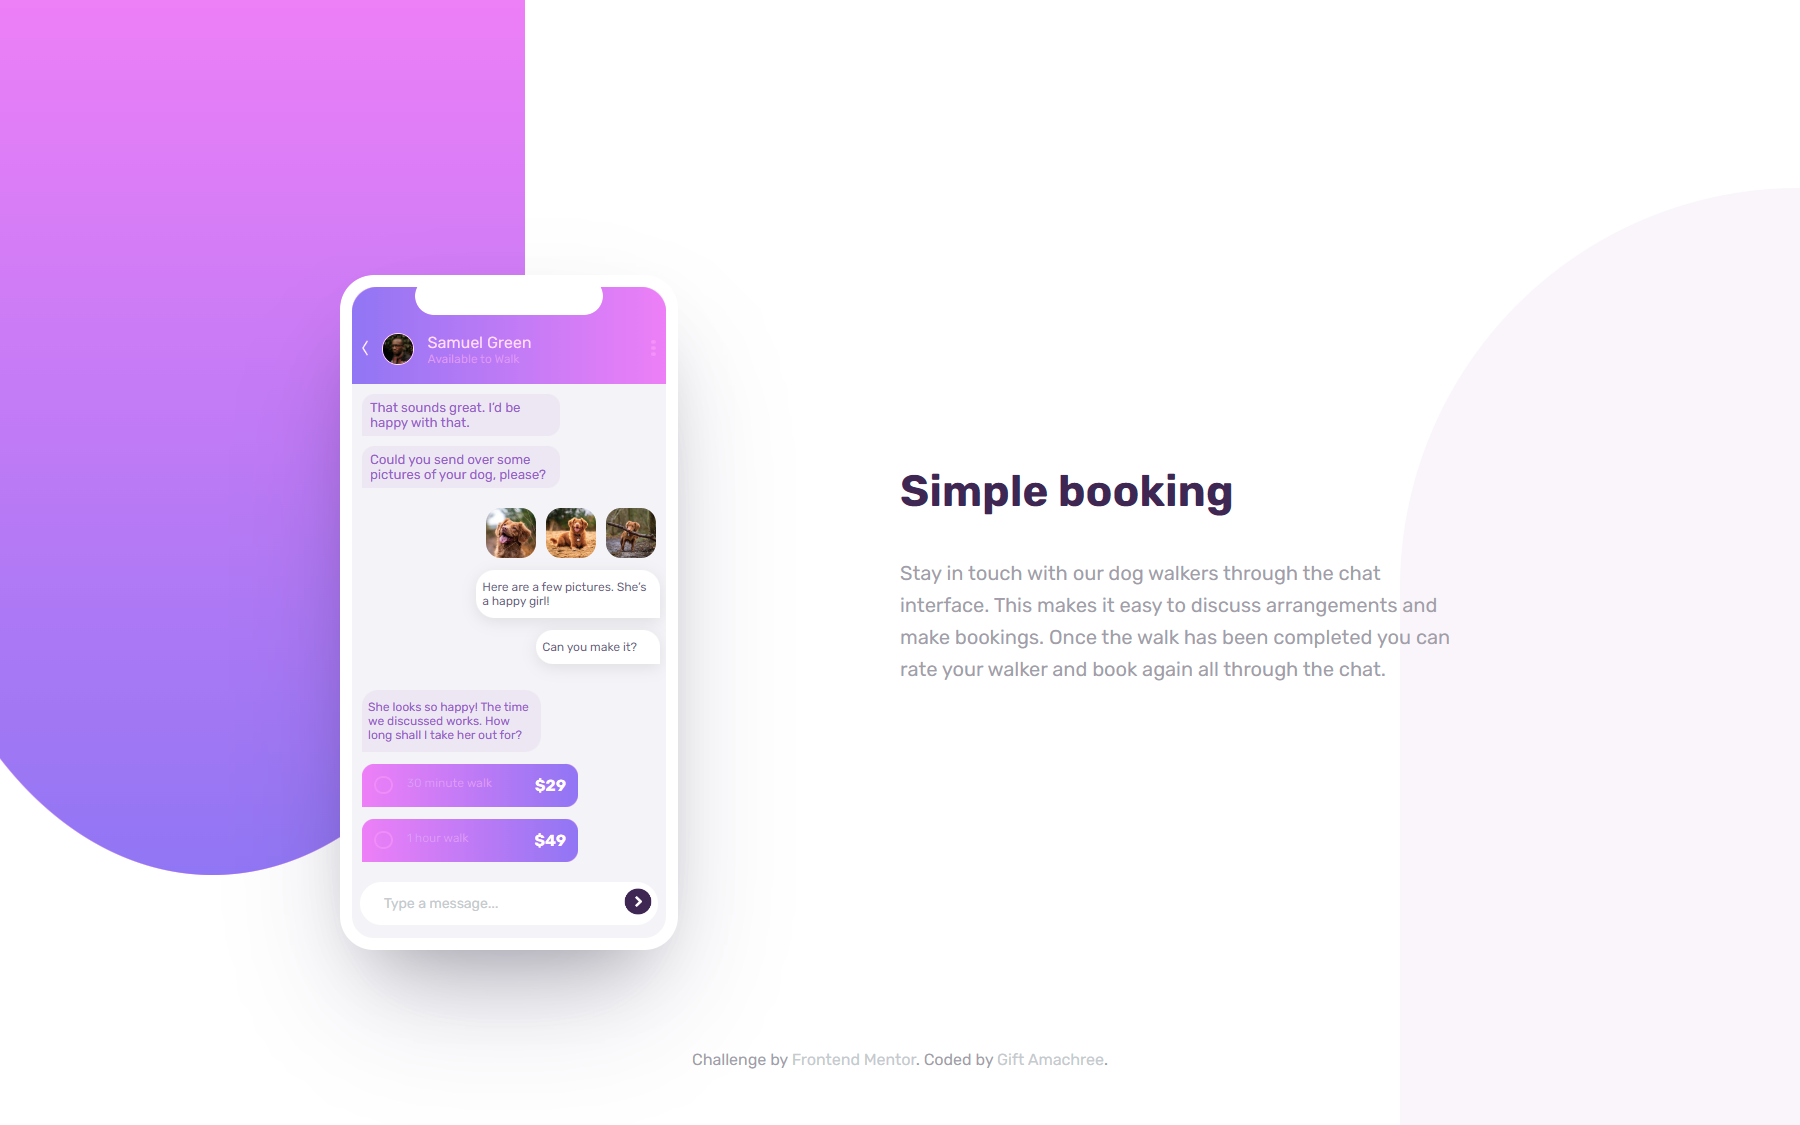 Samuel Green
Available to Walk
That sounds great. I'd be
happy with that.
Could you send over some
pictures of your dog, please?
Here are a few pictures. She's
a happy girl!
Can you make it?
She looks so happy! The time
we discussed works. How
long shall I take her out for?
30 minute walk $29
1 hour walk $49
Type a message...
Simple booking
Stay in touch with our dog walkers through the chat
interface. This makes it easy to discuss arrangements and
make bookings. Once the walk has been completed you can
rate your walker and book again all through the chat.
Challenge by Frontend Mentor. Coded by Gift Amachree.